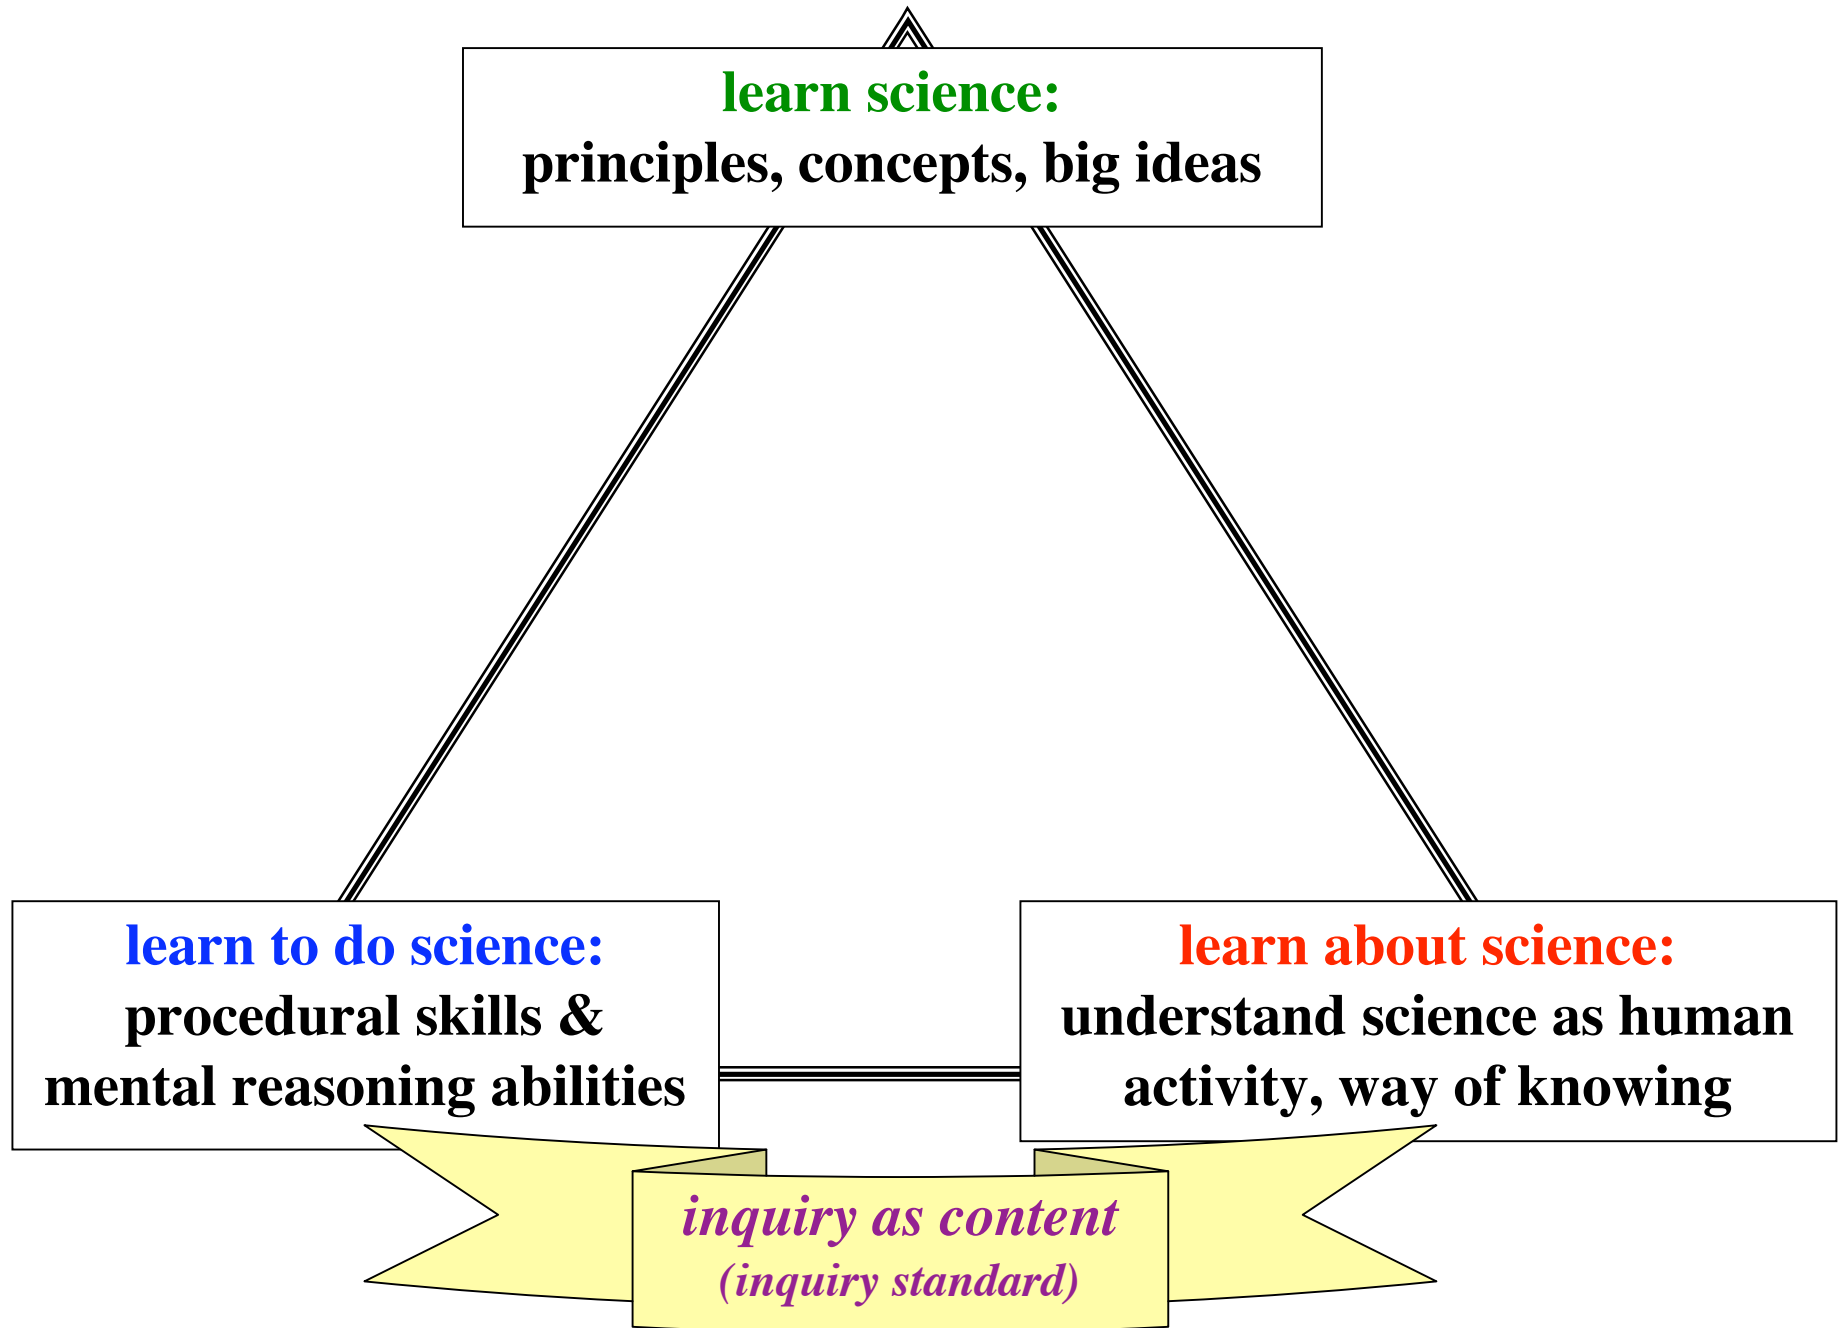 learn science:
principles, concepts, big ideas
learn to do science:
procedural skills &
mental reasoning abilities
learn about science:
understand science as human
activity, way of knowing
inquiry as content
(inquiry standard)